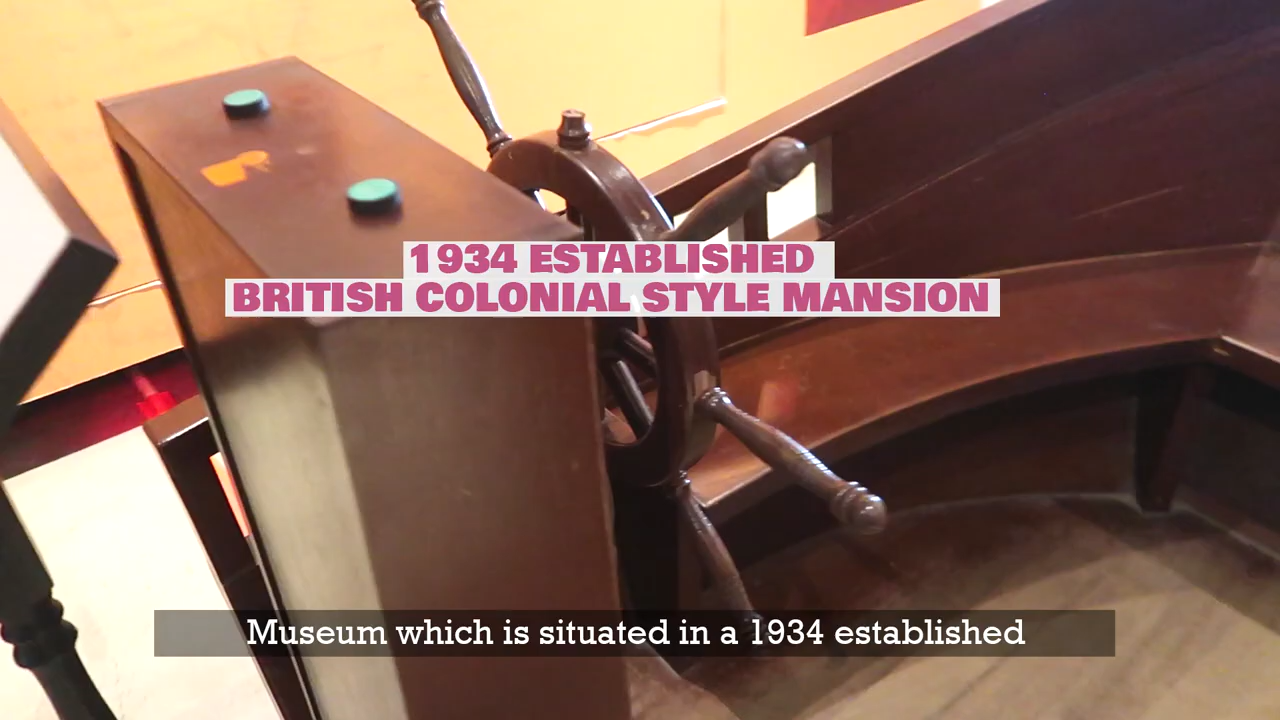 1934 ESTABLISHED
BRITISH COLONIAL STYLE MANSION
Museum which is situated in a 1934 established